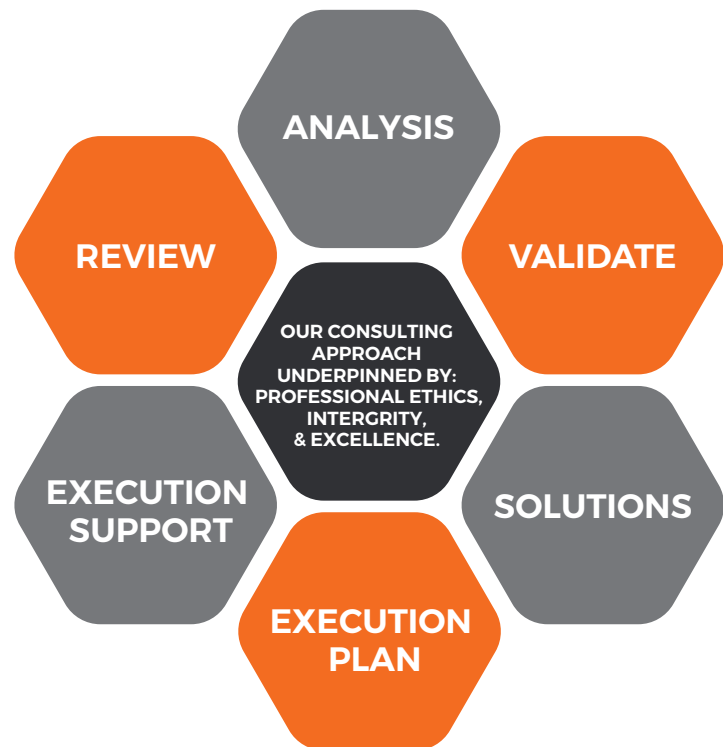 ANALYSIS
VALIDATE
SOLUTIONS
EXECUTION
PLAN
EXECUTION
SUPPORT
REVIEW
OUR CONSULTING
APPROACH
UNDERPINNED BY:
PROFESSIONAL ETHICS,
INTERGRITY,
& EXCELLENCE.